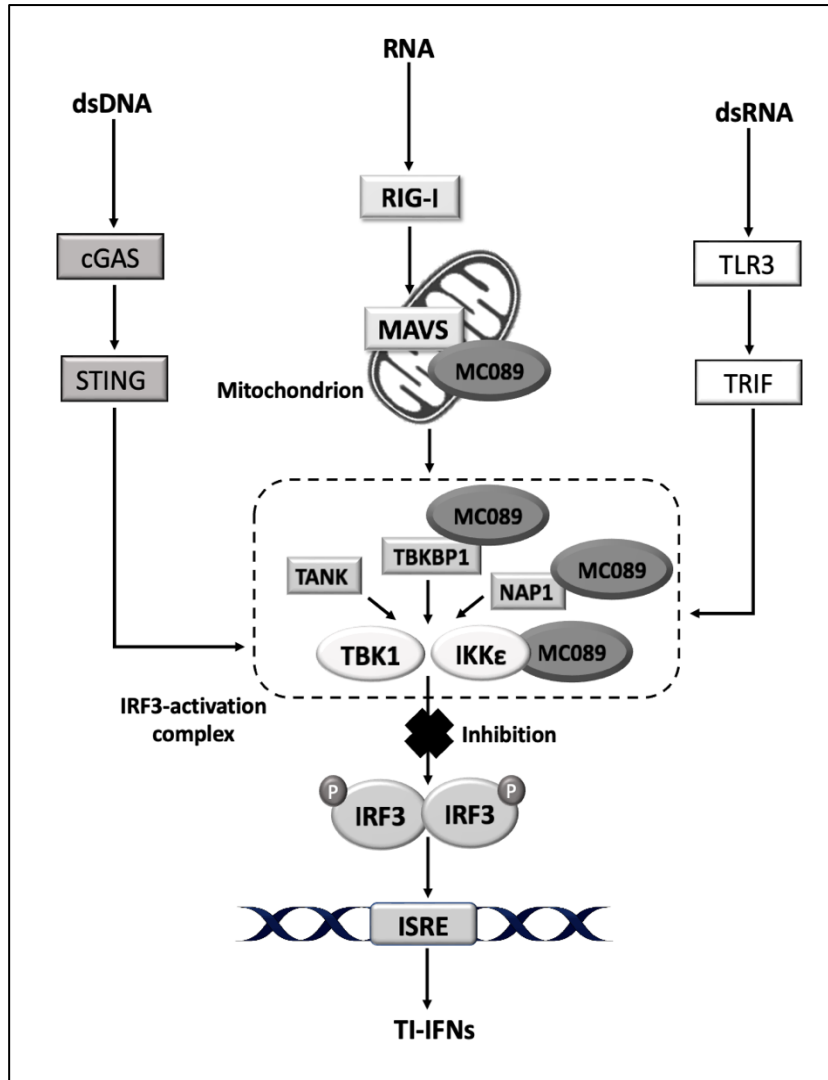 RNA
dsDNA
dsRNA
RIG-I
cGAS
TLR3
MAVS
MC089
STING
Mitochondrion
TRIF
MC089
TBKBP1
MC089
TANK
NAP1
TBK1
IKKε
MC089
IRF3-activation
complex
Inhibition
P
P
IRF3
IRF3
ISRE
TI-IFNs